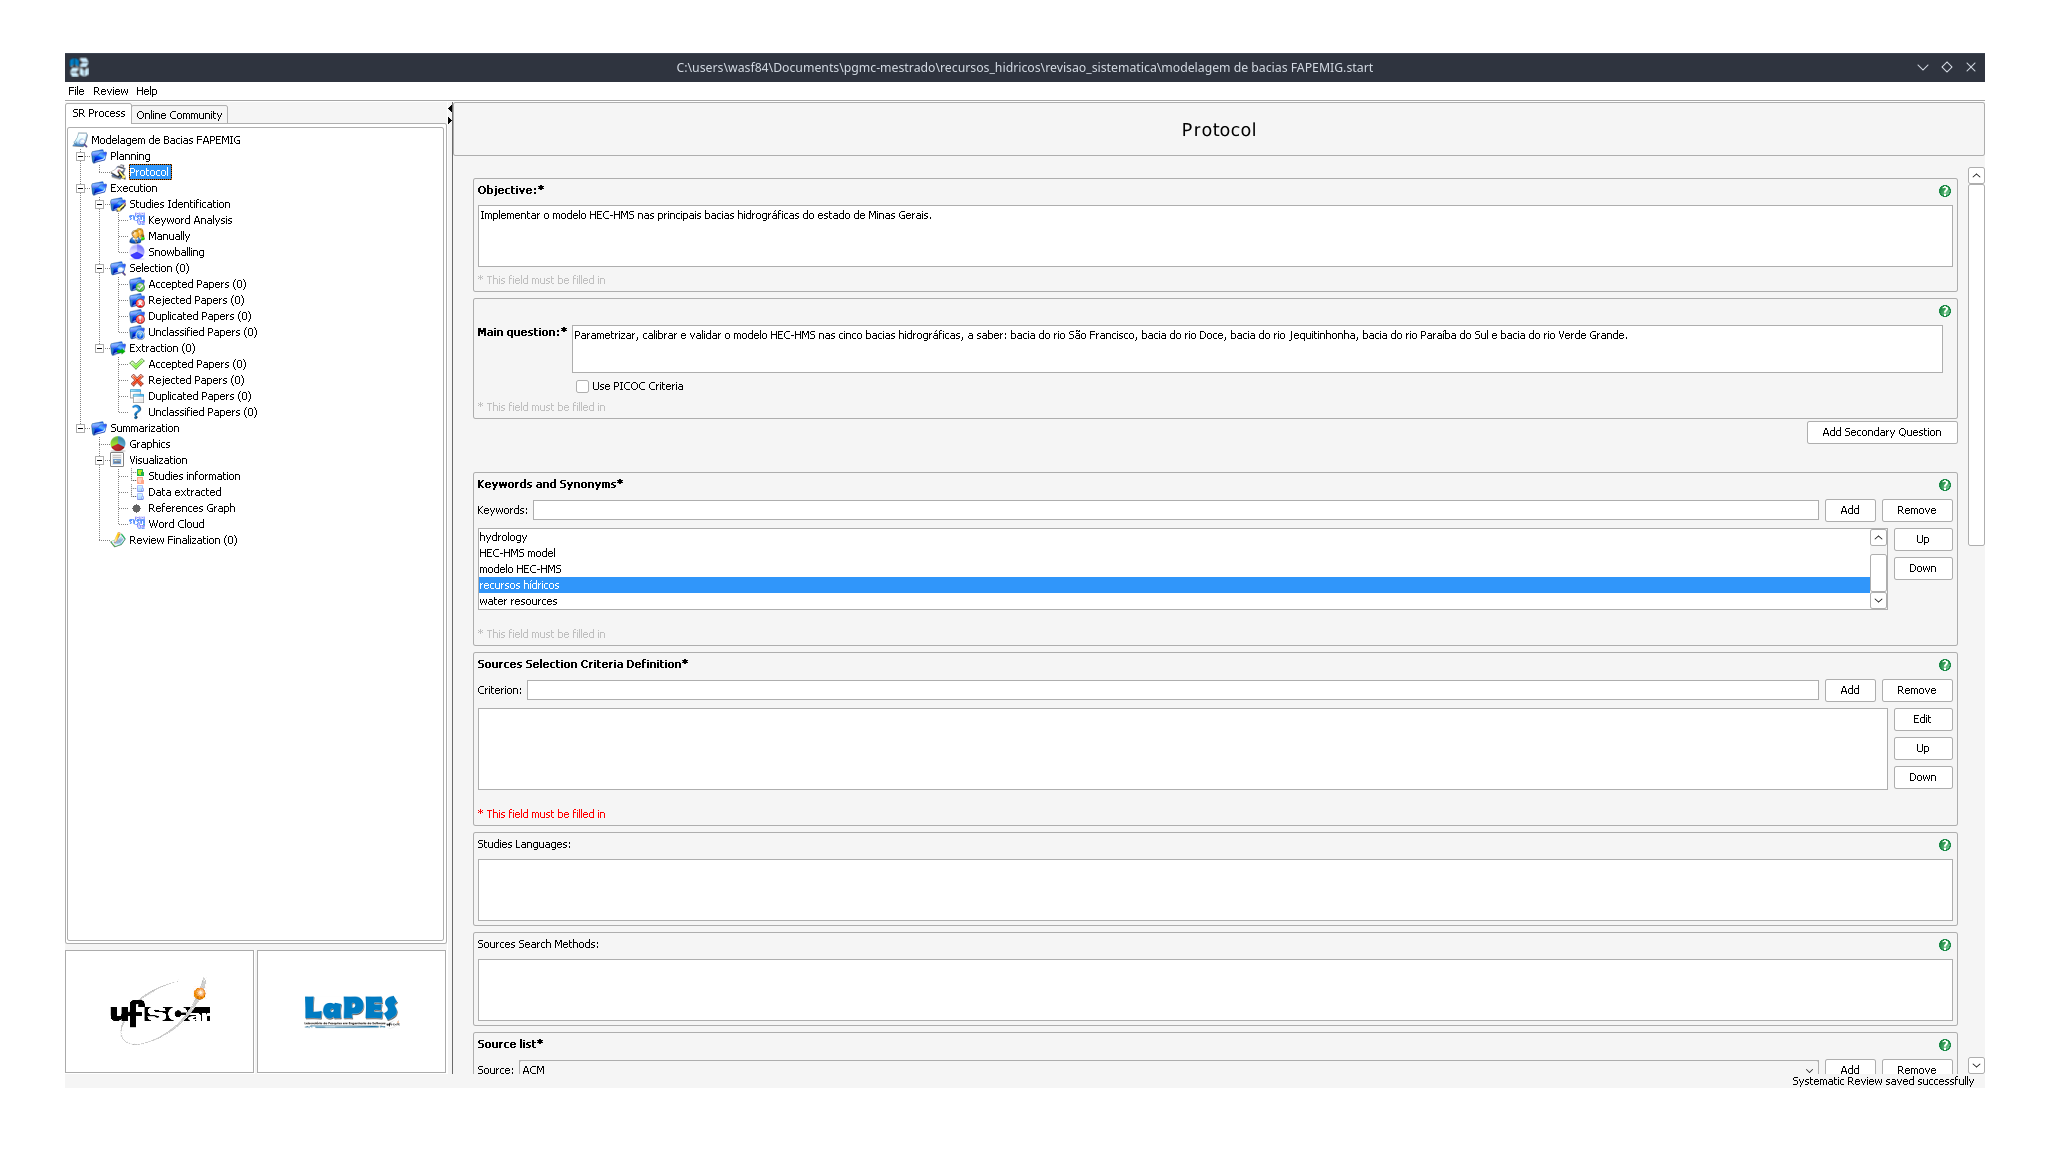 C:\users\wasf84\Documents\pgmc-mestrado\recursos_hidricos\revisao_sistematica\modelagem de bacias FAPEMIG.start
File Review Help
SR Process
Online Community
Modelagem de Bacias FAPEMIG
Planning
Protocol
Execution
Studies Identification
Keyword Analysis
Manually
Snowballing
Selection (0)
Accepted Papers (0)
Rejected Papers (0)
Duplicated Papers (0)
Unclassified Papers (0)
Extraction (0)
Accepted Papers (0)
Rejected Papers (0)
Duplicated Papers (0)
Unclassified Papers (0)
Summarization
Graphics
Visualization
Studies information
Data extracted
References Graph
Word Cloud
Review Finalization (0)
ufscar
LaPES
Protocol
Objective:*
Implementar o modelo HEC-HMS nas principais bacias hidrográficas do estado de Minas Gerais.
* This field must be filled in
Main question:*
Parametrizar, calibrar e validar o modelo HEC-HMS nas cinco bacias hidrográficas, a saber: bacia do rio São Francisco, bacia do rio Doce, bacia do rio Jequitinhonha, bacia do rio Paraíba do Sul e bacia do rio Verde Grande.
Use PICOC Criteria
* This field must be filled in
Add Secondary Question
Keywords and Synonyms*
Keywords:
Add
Remove
hydrology
HEC-HMS model
modelo HEC-HMS
recursos hídricos
water resources
Up
Down
* This field must be filled in
Sources Selection Criteria Definition*
Criterion:
Add
Remove
Edit
Up
Down
* This field must be filled in
Studies Languages:
Sources Search Methods:
Source list*
Source: ACM
Add
Remove
Systematic Review saved successfully